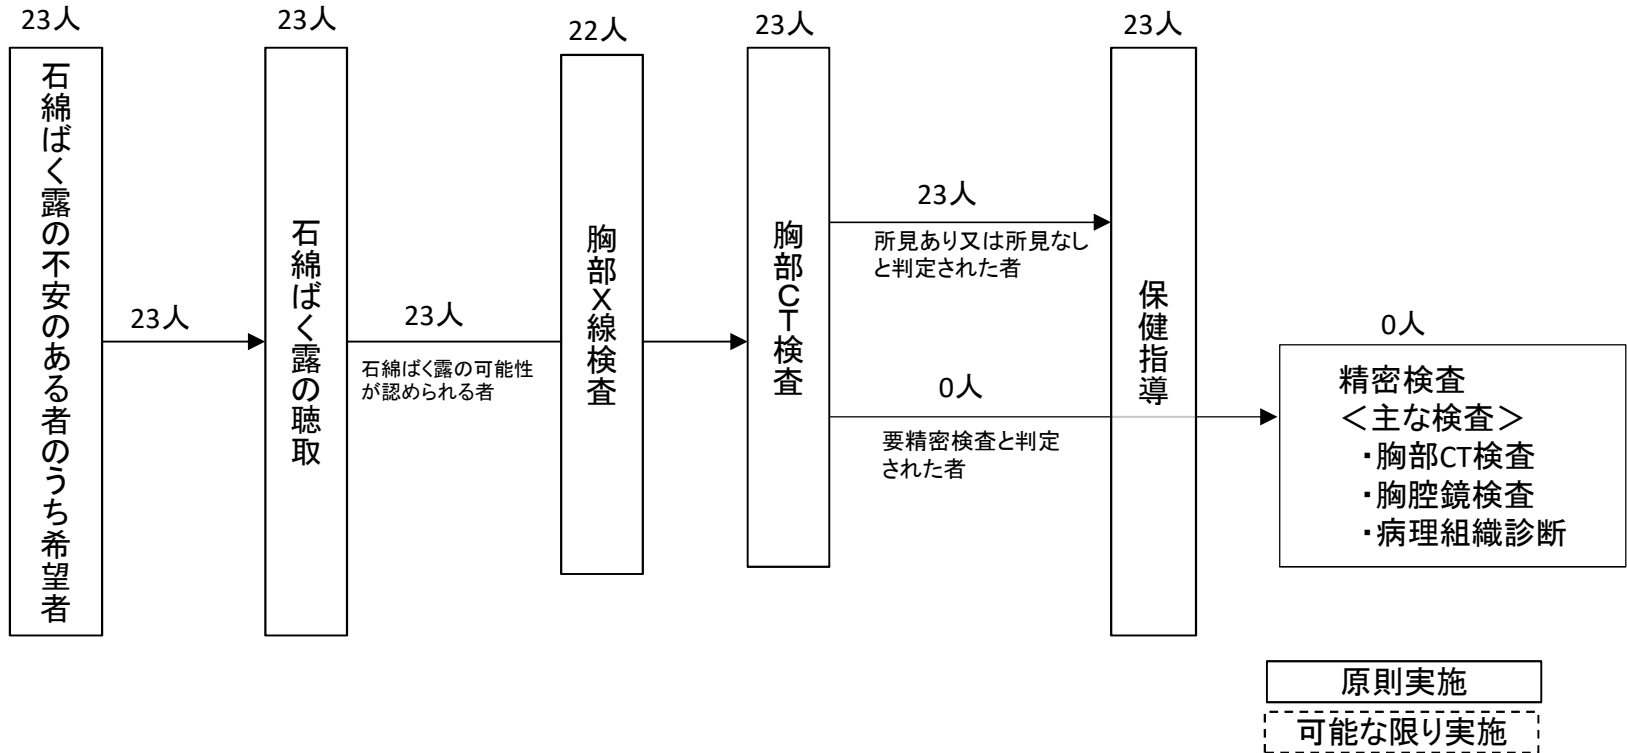 23人
石綿ばく露の不安のある者のうち希望者
23人
23人
石綿ばく露の聴取
23人
石綿ばく露の可能性
が認められる者
22人
胸部X線検査
23人
胸部CT検査
23人
所見あり又は所見なし
と判定された者
0人
要精密検査と判定
された者
23人
保健指導
0人
精密検査
＜主な検査＞
・胸部CT検査
・胸腔鏡検査
・病理組織診断
原則実施
可能な限り実施